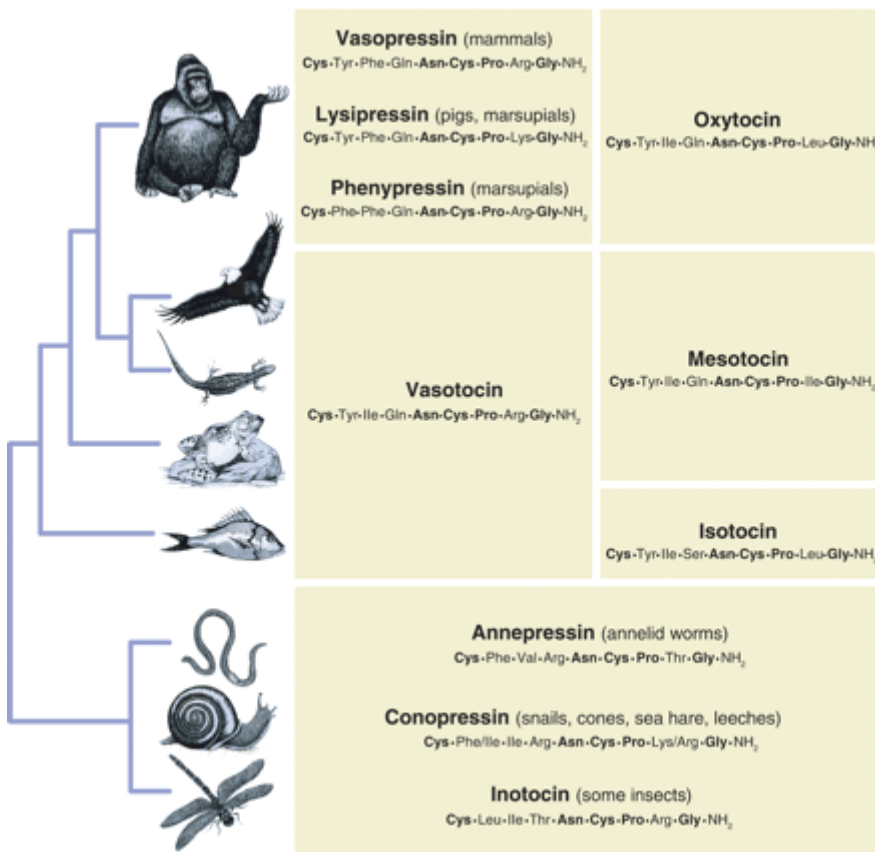 Vasopressin (mammals)
Cys·Tyr·Phe·Gln·Asn·Cys·Pro·Arg·Gly·NH₂
Lysipressin (pigs, marsupials)
Cys·Tyr·Phe·Gln·Asn·Cys·Pro·Lys·Gly·NH₂
Phenypressin (marsupials)
Cys·Phe·Phe·Gln·Asn·Cys·Pro·Arg·Gly·NH₂
Oxytocin
Cys·Tyr·Ile·Gln·Asn·Cys·Pro·Leu·Gly·NH
Vasotocin
Cys·Tyr·Ile·Gln·Asn·Cys·Pro·Arg·Gly·NH₂
Mesotocin
Cys·Tyr·Ile·Gln·Asn·Cys·Pro·Ile·Gly·NH₂
Isotocin
Cys·Tyr·Ile·Ser·Asn·Cys·Pro·Leu·Gly·NH₂
Annepressin (annelid worms)
Cys·Phe·Val·Arg·Asn·Cys·Pro·Thr·Gly·NH₂
Conopressin (snails, cones, sea hare, leeches)
Cys·Phe/Ile·Ile·Arg·Asn·Cys·Pro·Lys/Arg·Gly·NH₂
Inotocin (some insects)
Cys·Leu·Ile·Thr·Asn·Cys·Pro·Arg·Gly·NH₂